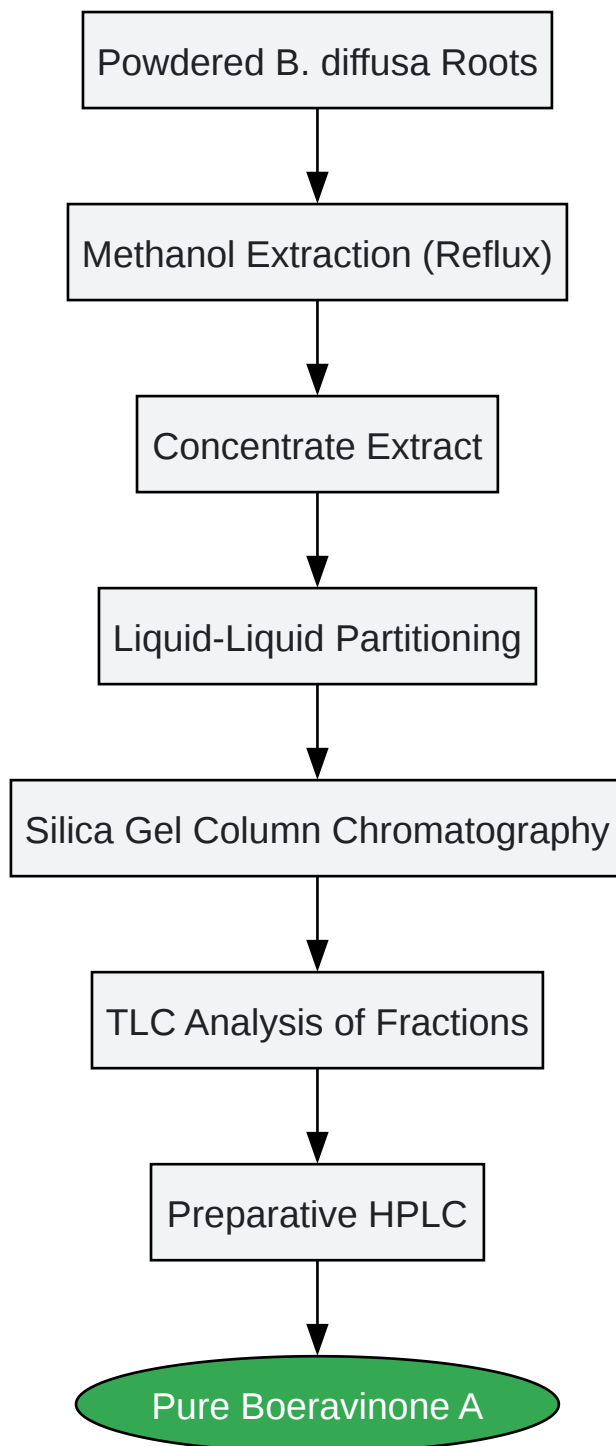 Powdered B. diffusa Roots
Methanol Extraction (Reflux)
Concentrate Extract
Liquid-Liquid Partitioning
Silica Gel Column Chromatography
TLC Analysis of Fractions
Preparative HPLC
Pure Boeravinone A